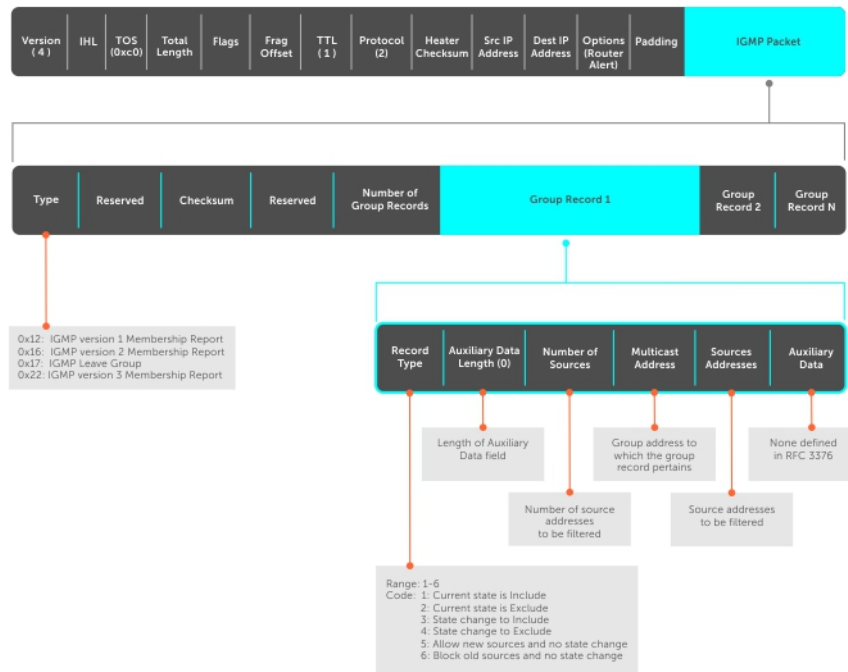 Version
( 4 )
IHL
TOS
(0xc0)
Total
Length
Flags
Frag
Offset
TTL
( 1 )
Protocol
(2)
Heater
Checksum
Src IP
Address
Dest IP
Address
Options
(Router
Alert)
Padding
IGMP Packet
Type
Reserved
Checksum
Reserved
Number of
Group Records
Group Record 1
Group
Record 2
Group
Record N
0x12: IGMP version 1 Membership Report
0x16: IGMP version 2 Membership Report
0x17: IGMP Leave Group
0x22: IGMP version 3 Membership Report
Record
Type
Auxiliary Data
Length (0)
Number of
Sources
Multicast
Address
Sources
Addresses
Auxiliary
Data
Length of Auxiliary
Data field
Group address to
which the group
record pertains
None defined
in RFC 3376
Number of source
addresses
to be filtered
Source addresses
to be filtered
Range: 1-6
Code: 1: Current state is Include
2: Current state is Exclude
3: State change to Include
4: State change to Exclude
5: Allow new sources and no state change
6: Block old sources and no state change